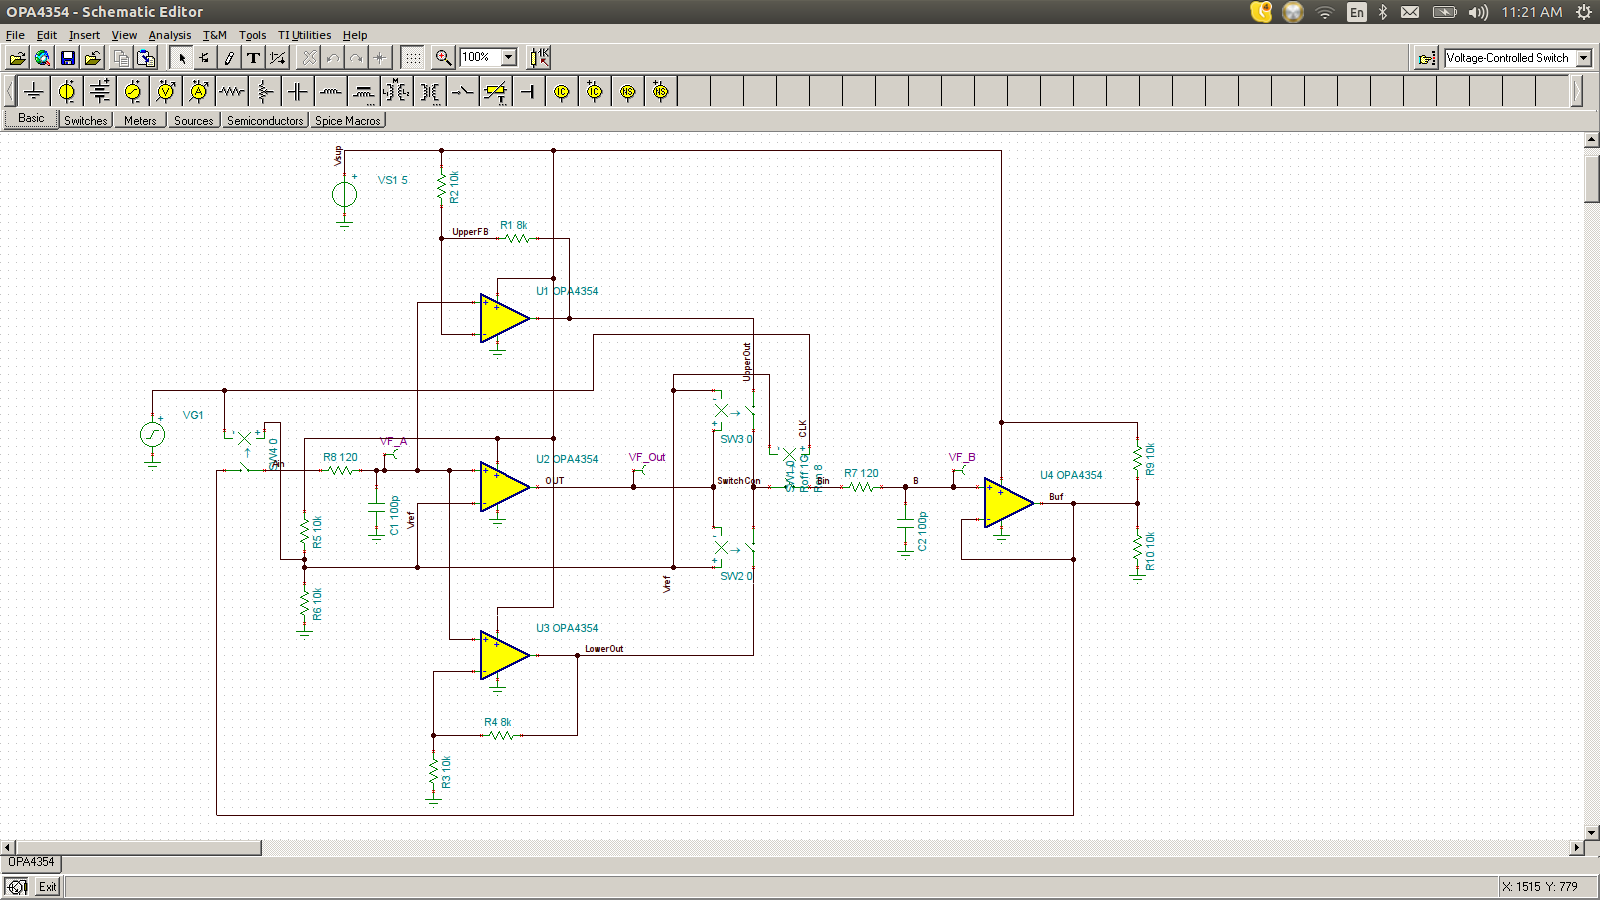 OPA4354 - Schematic Editor
En
11:21 AM
File Edit Insert View Analysis T&M Tools TI Utilities Help
100%
Voltage-Controlled Switch
Basic Switches Meters Sources Semiconductors Spice Macros
Vsup
VS1 5
R2 10k
UpperFB
R1 8k
U1 OPA4354
UpperOut
VG1
SW4 0
Ain
R8 120
VF_A
U2 OPA4354
OUT
VF_Out
SW3 0
CLK
SwitchCon
SW1 0
Roff 1G
Ron 8
Bin
R7 120
B
VF_B
U4 OPA4354
Buf
R9 10k
R5 10k
C1 100p
Vref
C2 100p
R10 10k
SW2 0
Vref
R6 10k
U3 OPA4354
LowerOut
R4 8k
R3 10k
OPA4354
Exit
X: 1515 Y: 779